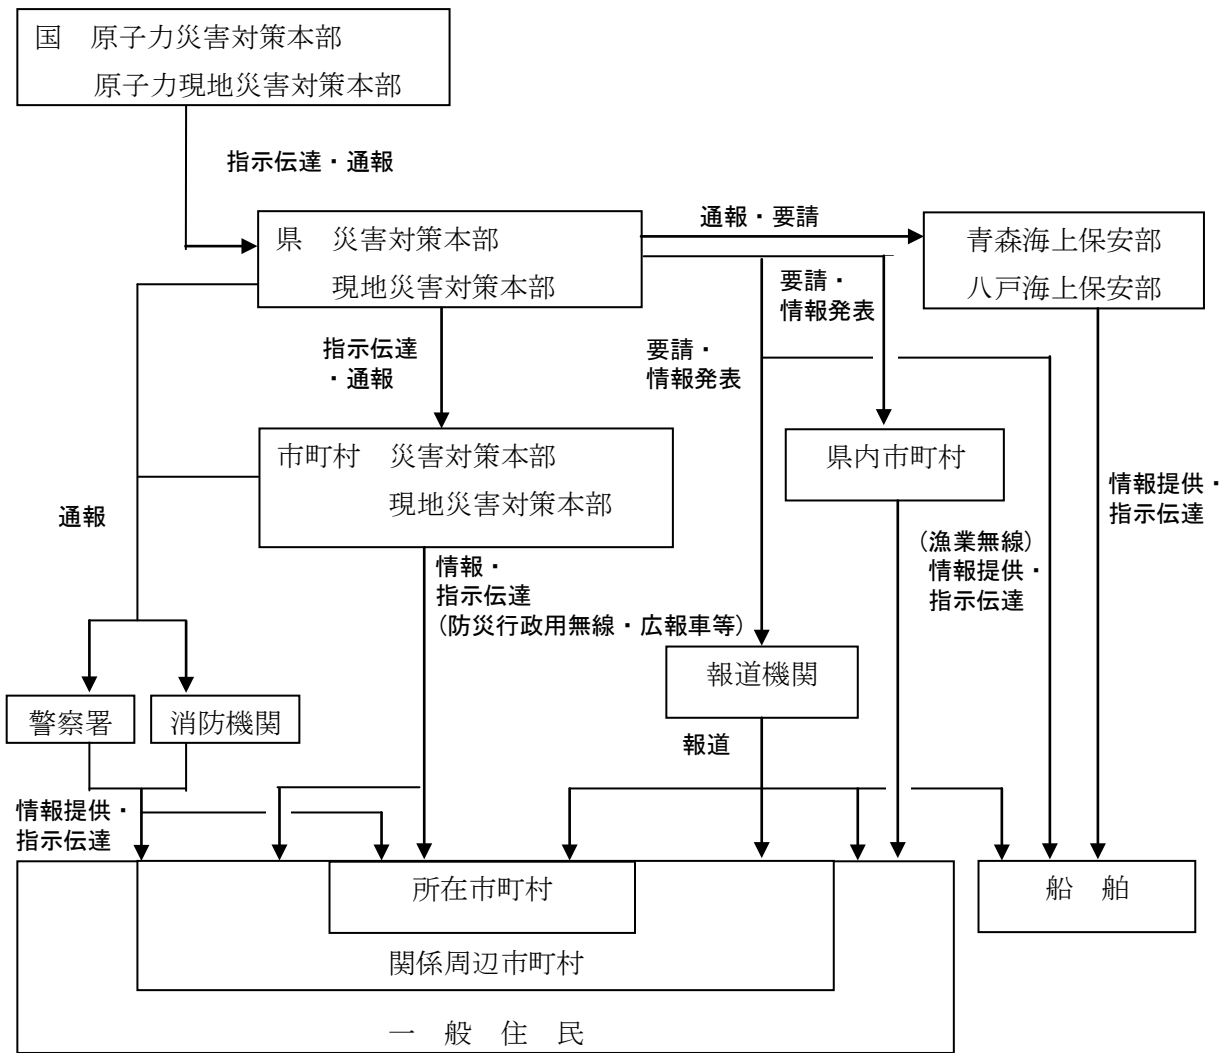 国　原子力災害対策本部
原子力現地災害対策本部
指示伝達・通報
県　災害対策本部
現地災害対策本部
通報・要請
青森海上保安部
八戸海上保安部
要請・
情報発表
指示伝達
・通報
要請・
情報発表
市町村　災害対策本部
現地災害対策本部
県内市町村
通報
情報提供・
指示伝達
(漁業無線)
情報提供・
指示伝達
情報・
指示伝達
(防災行政用無線・広報車等)
報道機関
警察署
消防機関
報道
情報提供・
指示伝達
所在市町村
船　舶
関係周辺市町村
一　般　住　民